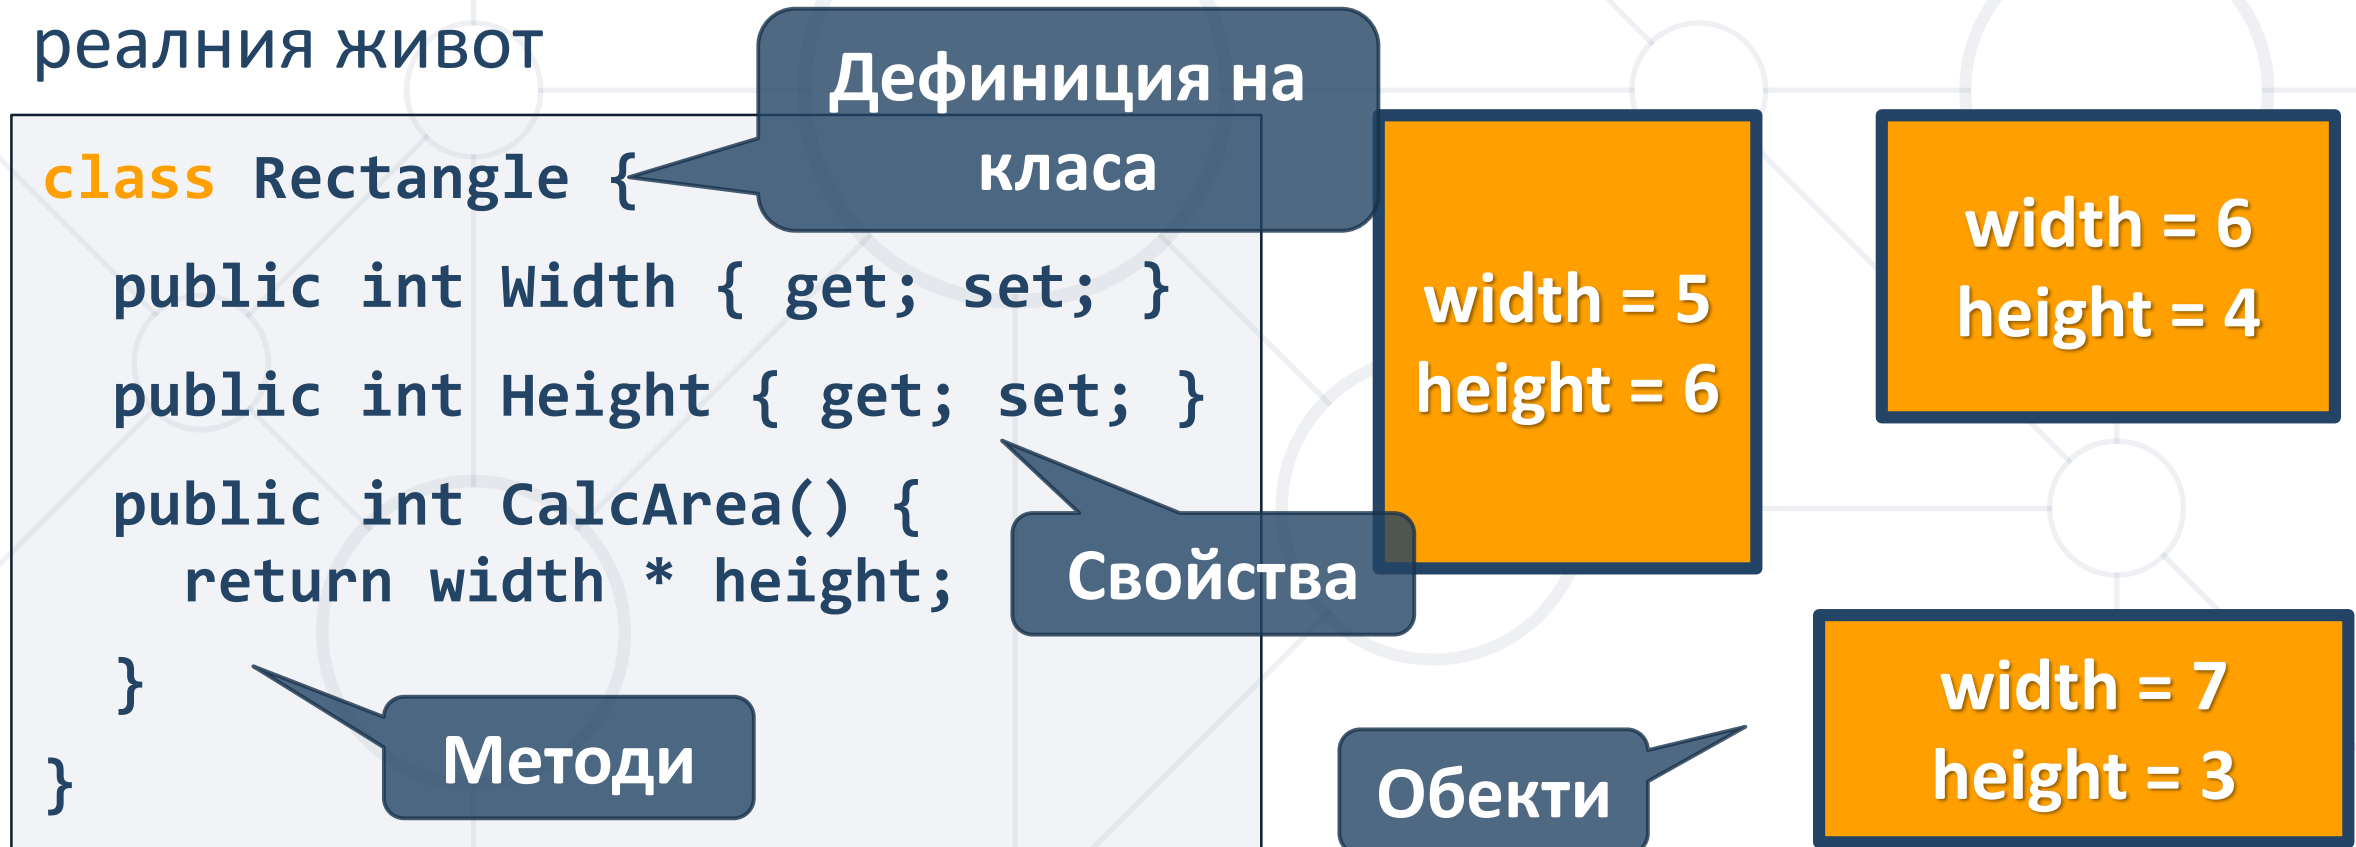 реалния живот
Дефиниция на
класа
class Rectangle {
public int Width { get; set; }
public int Height { get; set; }
public int CalcArea() {
return width * height;
}
}
Свойства
Методи
width = 5
height = 6
width = 6
height = 4
Обекти
width = 7
height = 3